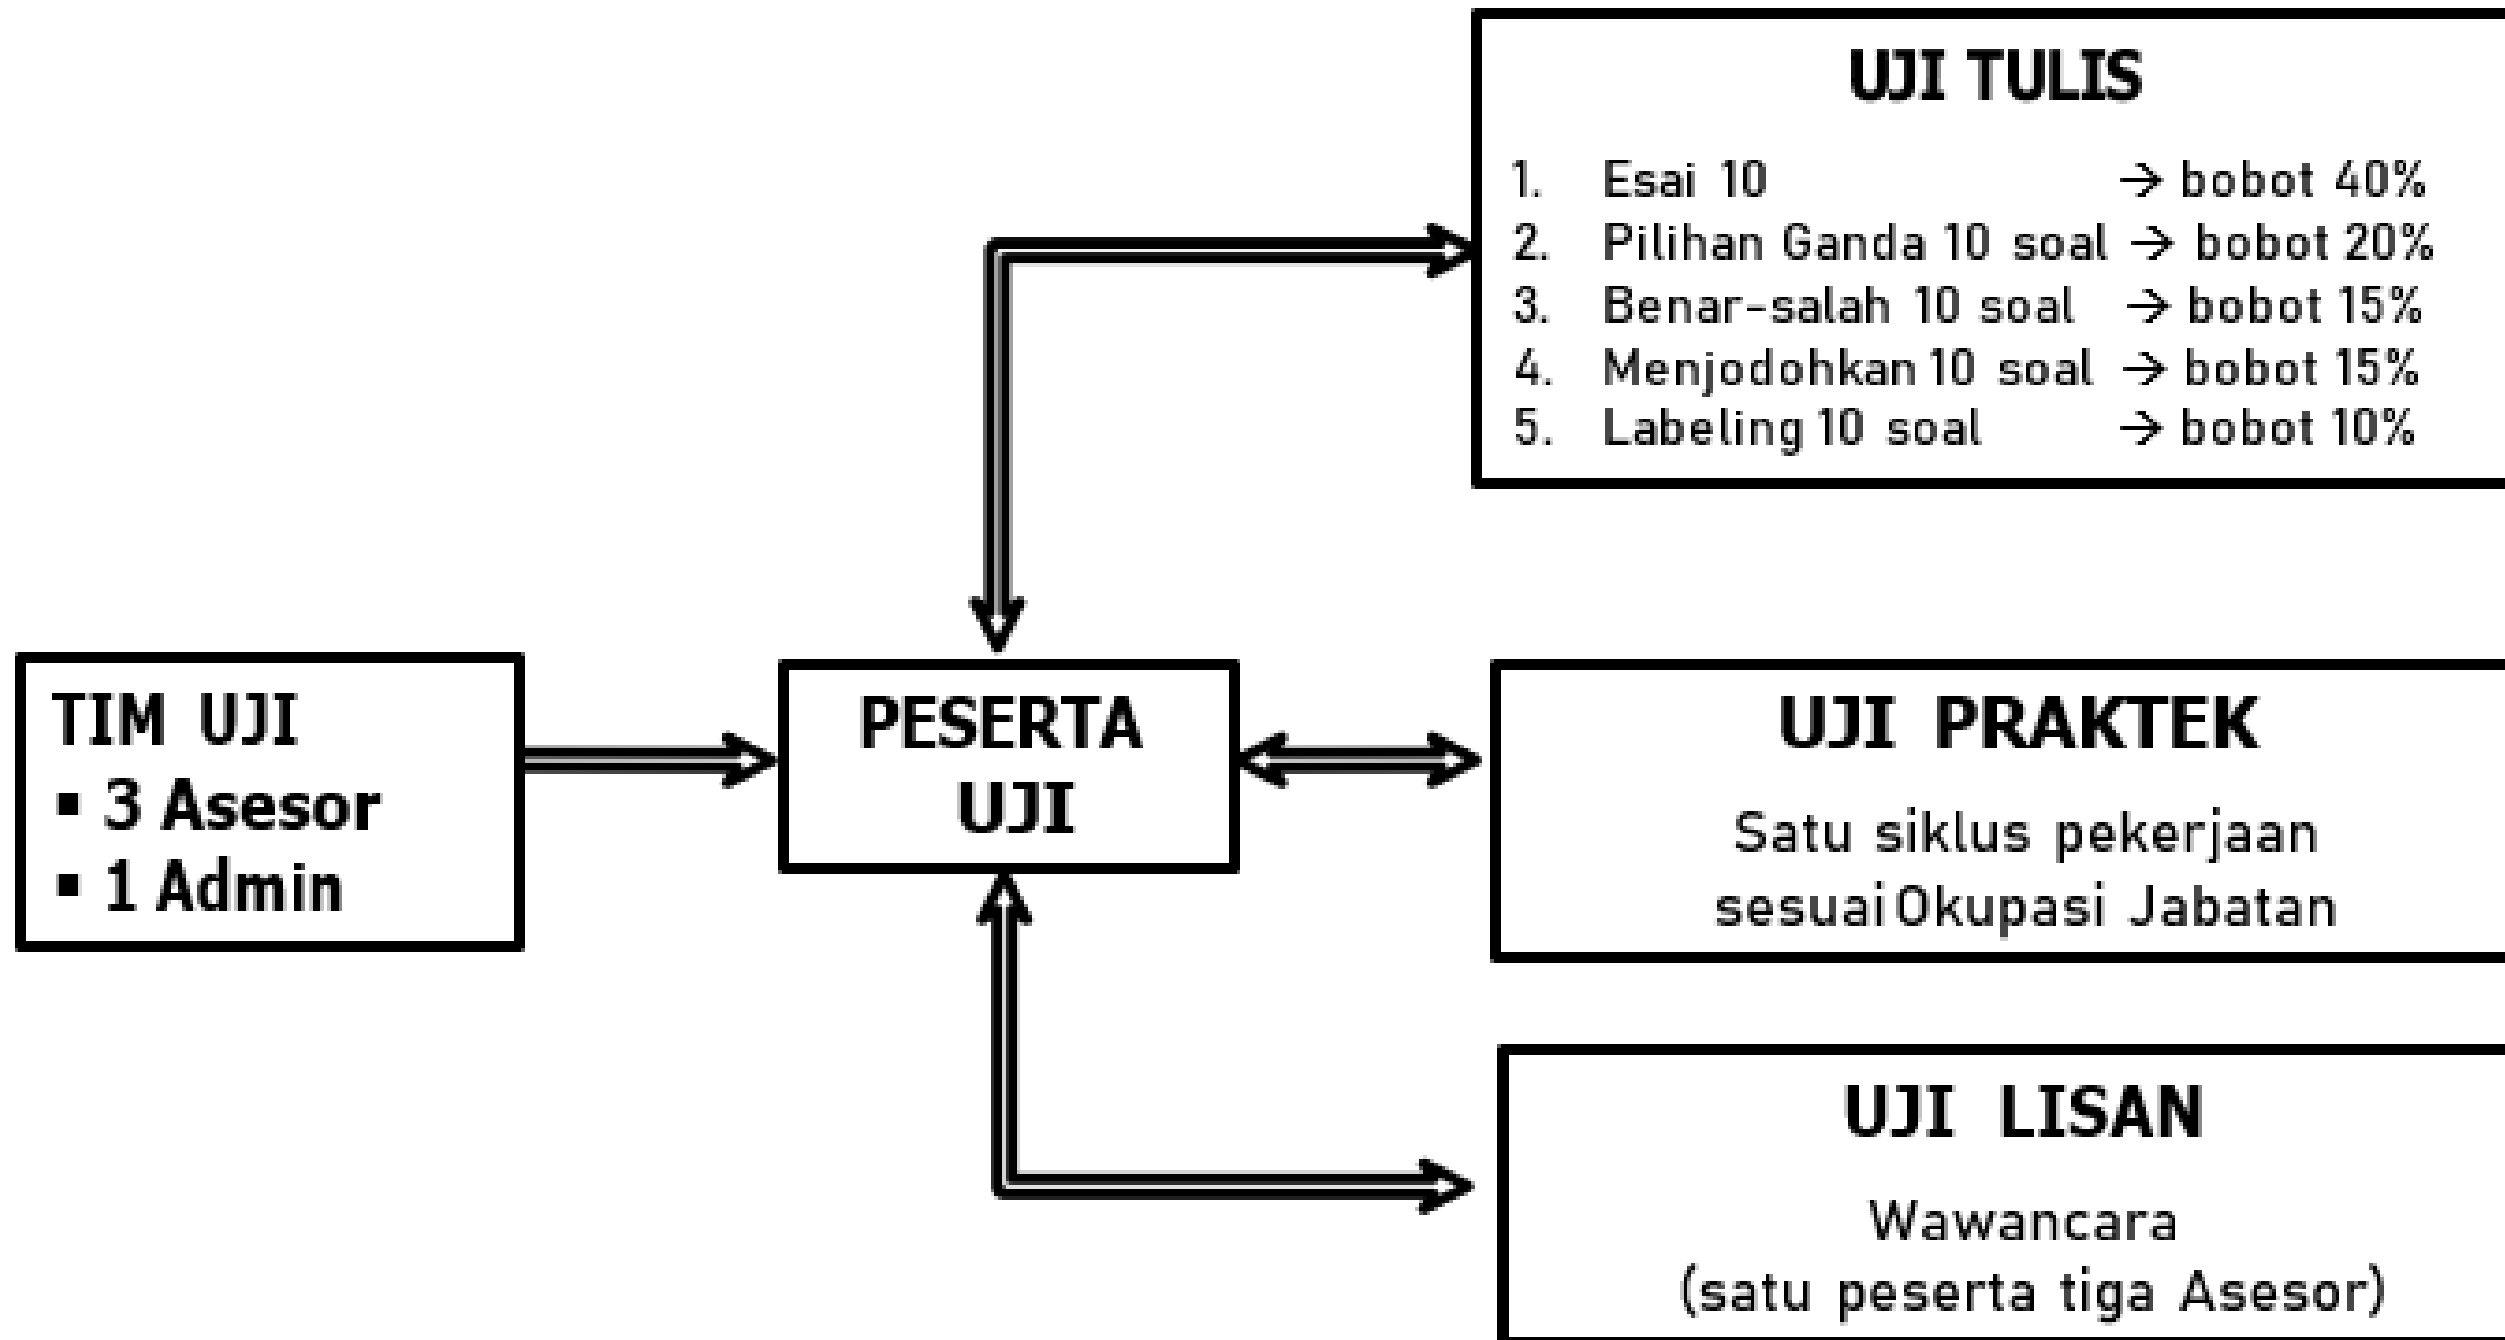 UJI TULIS
1. Esai 10 → bobot 40%
2. Pilihan Ganda 10 soal → bobot 20%
3. Benar-salah 10 soal → bobot 15%
4. Menjodohkan 10 soal → bobot 15%
5. Labeling 10 soal → bobot 10%
TIM UJI
▪ 3 Asesor
▪ 1 Admin
PESERTA
UJI
UJI PRAKTEK
Satu siklus pekerjaan
sesuai Okupasi Jabatan
UJI LISAN
Wawancara
(satu peserta tiga Asesor)